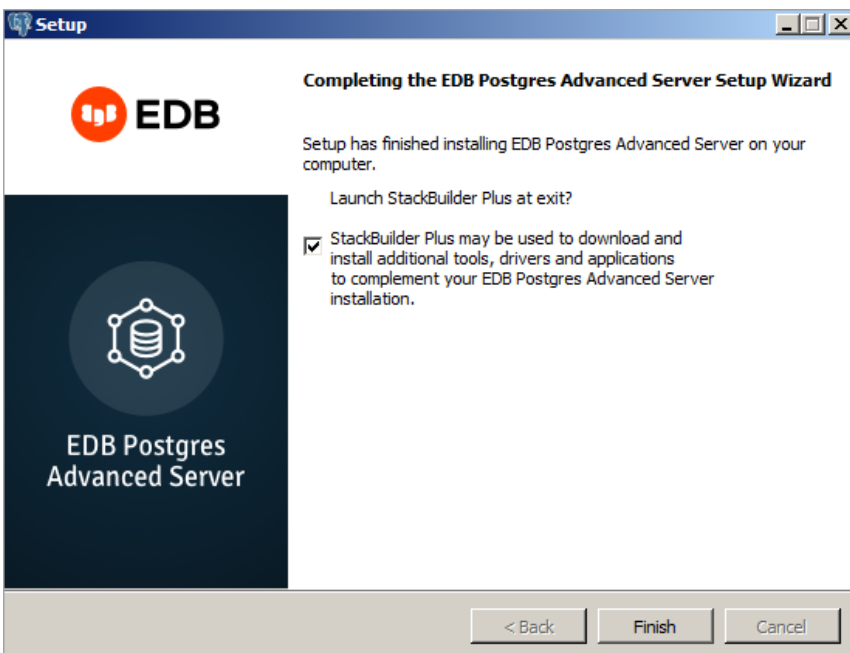 Setup
EDB
Completing the EDB Postgres Advanced Server Setup Wizard
Setup has finished installing EDB Postgres Advanced Server on your
computer.
Launch StackBuilder Plus at exit?
StackBuilder Plus may be used to download and
install additional tools, drivers and applications
to complement your EDB Postgres Advanced Server
installation.
EDB Postgres
Advanced Server
< Back
Finish
Cancel